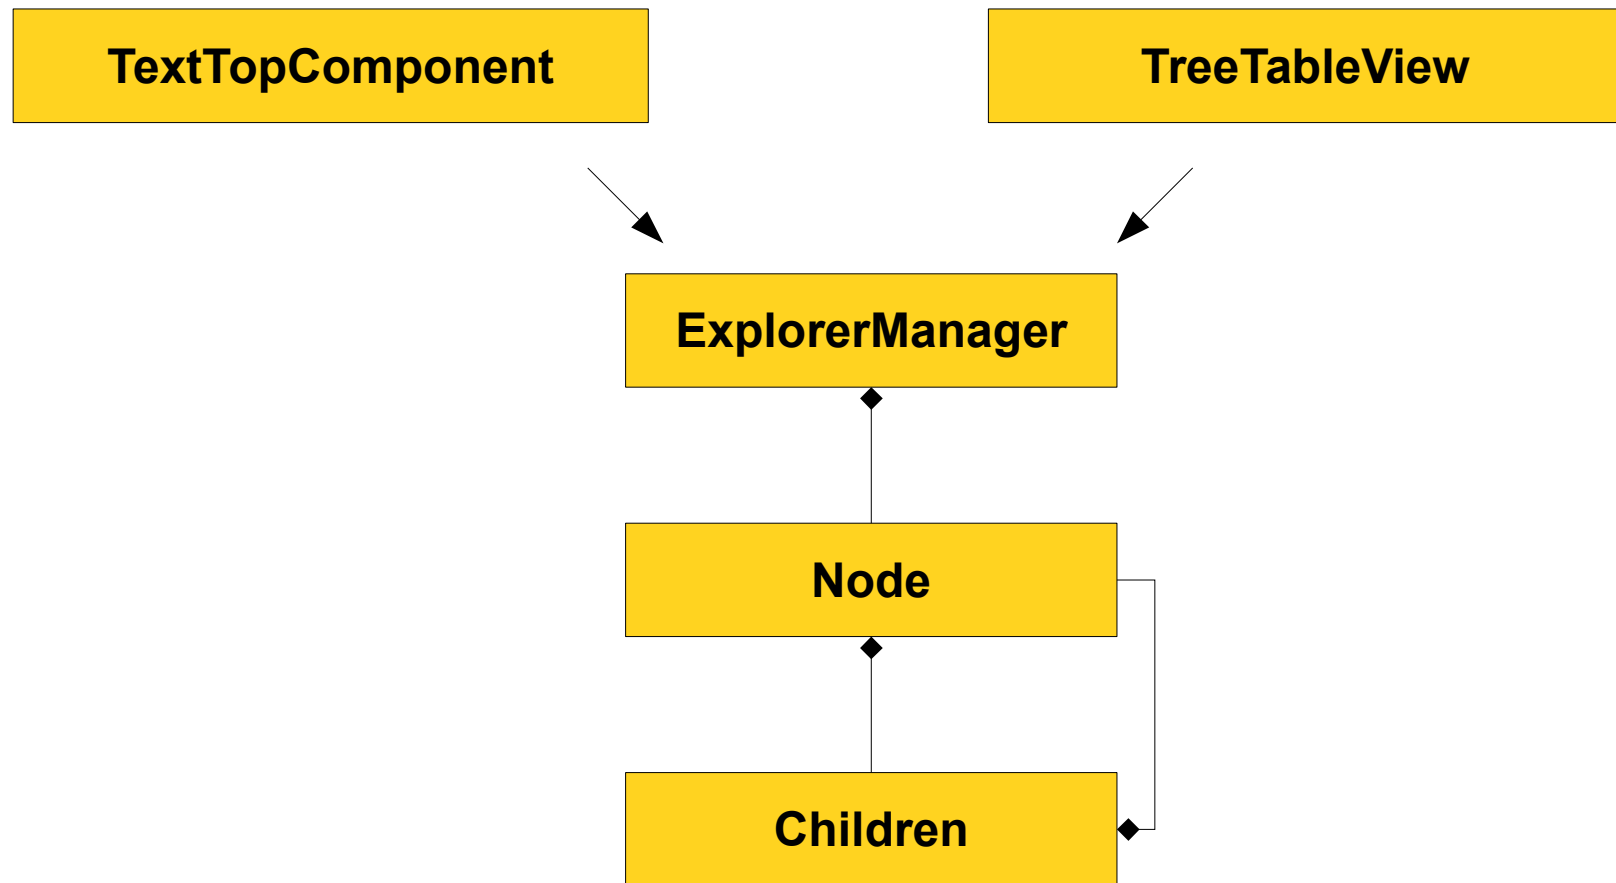 TextTopComponent
TreeTableView
ExplorerManager
Node
Children